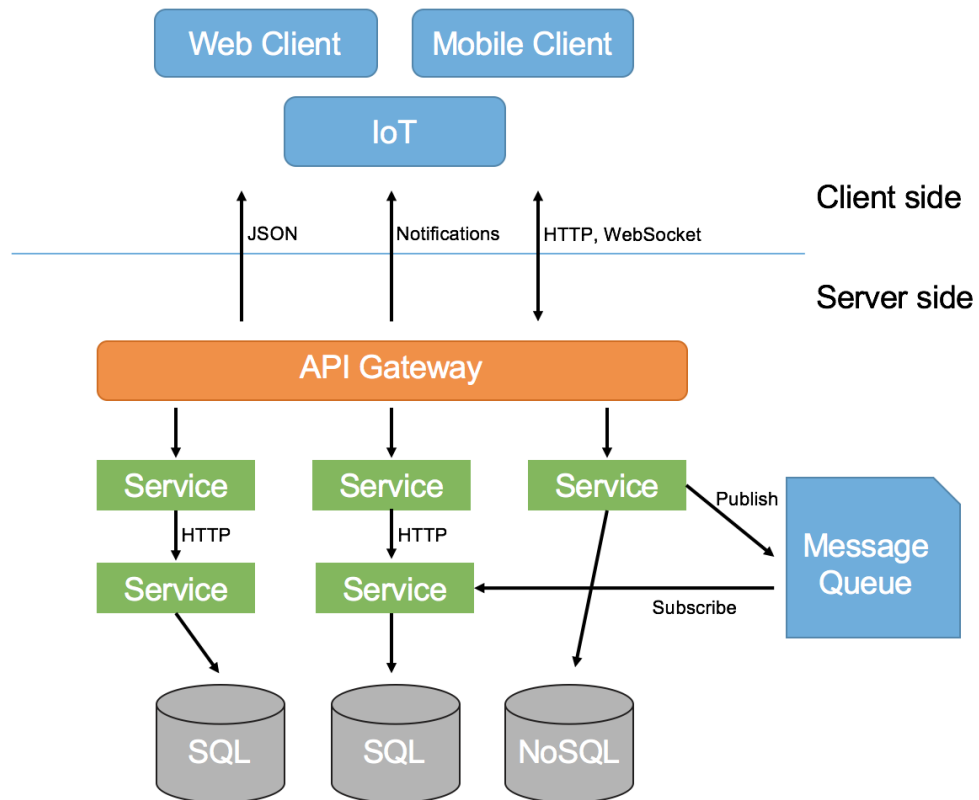 Web Client
Mobile Client
IoT
Client side
JSON
Notifications
HTTP, WebSocket
Server side
API Gateway
Service
Service
Service
Publish
HTTP
HTTP
Message
Queue
Service
Service
Subscribe
SQL
SQL
NoSQL